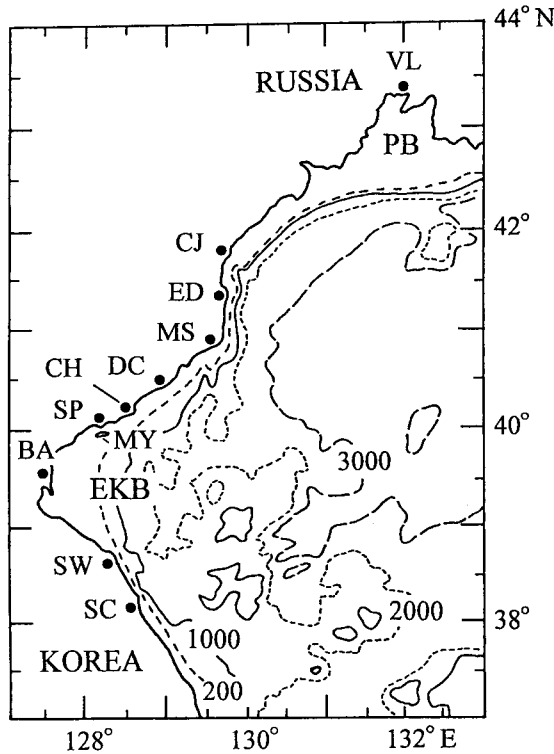 44° N
VL
RUSSIA
PB
CJ
42°
ED
MS
CH
DC
SP
MY
40°
BA
3000
EKB
SW
2000
SC
38°
1000
KOREA
200
128°
130°
132° E